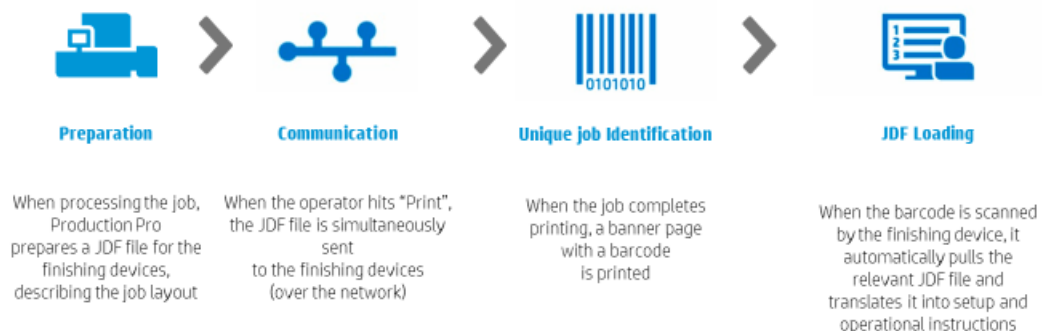 0101010
Preparation
Communication
Unique job Identification
JDF Loading
When processing the job,
Production Pro
prepares a JDF file for the
finishing devices,
describing the job layout
When the operator hits “Print”,
the JDF file is simultaneously
sent
to the finishing devices
(over the network)
When the job completes
printing, a banner page
with a barcode
is printed
When the barcode is scanned
by the finishing device, it
automatically pulls the
relevant JDF file and
translates it into setup and
operational instructions
1
2
3